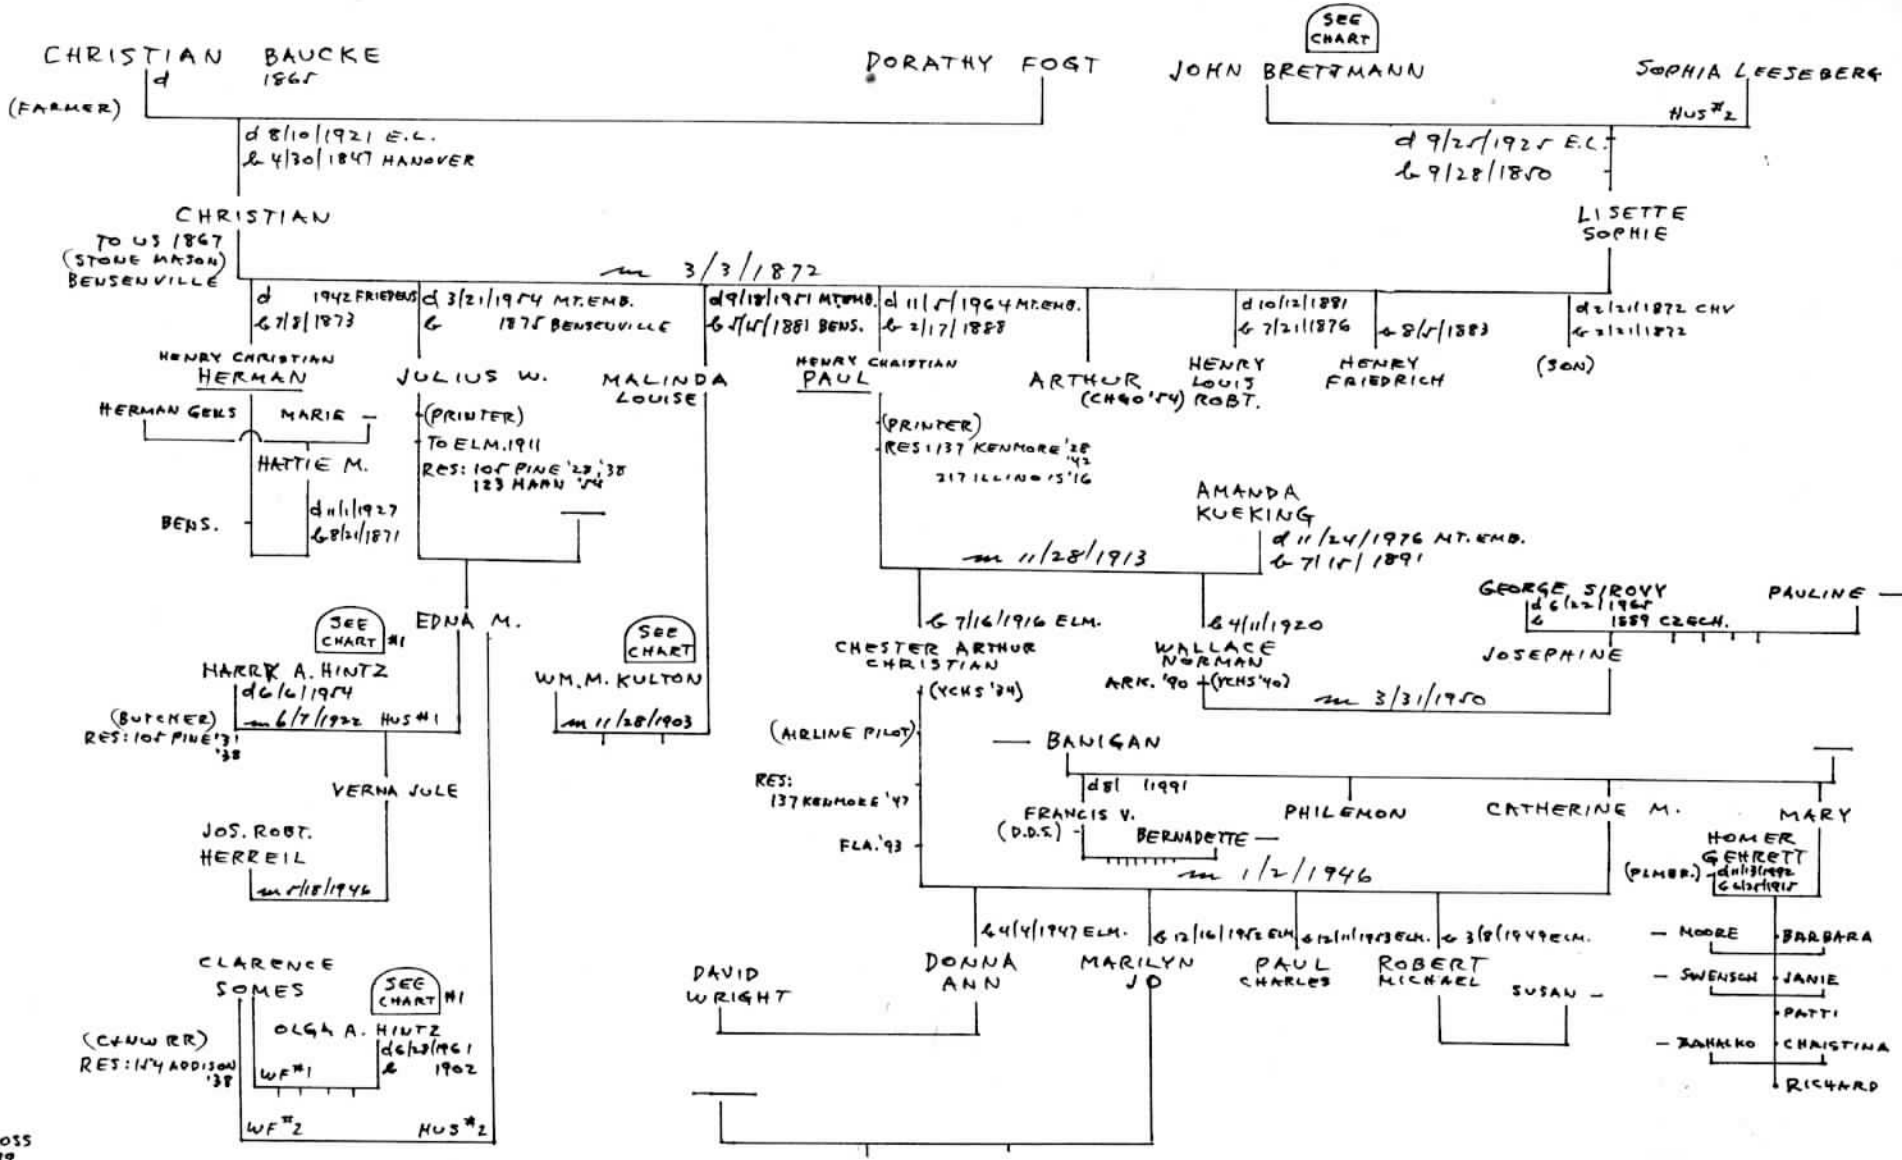 SEE
CHART
CHRISTIAN BAUCKE
d 1865
(FARMER)
DORATHY FOGT
JOHN BRETTMANN
SOPHIA LEESEBERG
HUS #2
d 8/10/1921 E.L.
b 4/30/1847 HANOVER
d 9/25/1925 E.L.
b 9/28/1850
CHRISTIAN
TO US 1867
(STONE MASON)
BENSENVILLE
LISETTE
SOPHIE
m 3/3/1872
d 1942 FRIEDENS
b 7/8/1873
d 3/21/1954 MT. EMB.
b 1875 BENSENVILLE
d 9/18/1951 MT. EMB.
b 5/15/1881 BENS.
d 11/5/1964 MT. EMB.
b 2/17/1888
d 10/12/1881
b 7/21/1876
b 8/5/1883
d 2/21/1872 CHV
b 2/21/1872
HENRY CHRISTIAN
HERMAN
JULIUS W.
MALINDA
LOUISE
HENRY CHRISTIAN
PAUL
ARTHUR
(CHGO '54)
HENRY
LOUIS
ROBT.
HENRY
FRIEDRICH
(SON)
HERMAN GEILS
MARIE —
HATTIE M.
BENS.
d 11/1/1927
b 8/21/1871
(PRINTER)
TO ELM. 1911
RES: 105 PINE '28, '38
123 HAHN '54
(PRINTER)
RES: 137 KENMORE '28
'42
217 ILLINOIS '16
AMANDA
KUEKING
d 11/24/1976 MT. EMB.
b 7/15/1891
m 11/28/1913
GEORGE SIROVY
d 6/22/1965
b 1889 CZECH.
PAULINE —
SEE
CHART #1
EDNA M.
SEE
CHART
b 7/16/1916 ELM.
b 4/11/1920
CHESTER ARTHUR
CHRISTIAN
(YCHS '34)
WALLACE
NORMAN
ARK. '90
(YCHS '40)
JOSEPHINE
m 3/31/1950
HARRY A. HINTZ
d 6/6/1954
m 6/7/1922 HUS #1
(BUTCHER)
RES: 105 PINE '31
'38
WM. M. KULTON
m 11/28/1903
(AIRLINE PILOT)
RES:
137 KENMORE '47
FLA. '93
— BANIGAN
VERNA JULE
d 8/ /1991
FRANCIS V.
(D.D.S.)
BERNADETTE —
PHILEMON
CATHERINE M.
MARY
HOMER
GEHRETT
(PLMBR.)
JOS. ROBT.
HERREIL
m 5/18/1946
m 1/2/1946
b 4/4/1947 ELM.
b 12/16/1952 ELM.
b 12/11/1953 ELM.
b 3/8/1949 ELM.
DONNA
ANN
MARILYN
JO
PAUL
CHARLES
ROBERT
MICHAEL
SUSAN —
DAVID
WRIGHT
— MOORE
BARBARA
— SWENSON
JANIE
PATTI
CHRISTINA
RICHARD
CLARENCE
SOMES
SEE
CHART #1
OLGA A. HINTZ
d 6/28/1961
b 1902
(C&NW RR)
RES: 154 ADDISON
'38
WF #1
WF #2
HUS #2